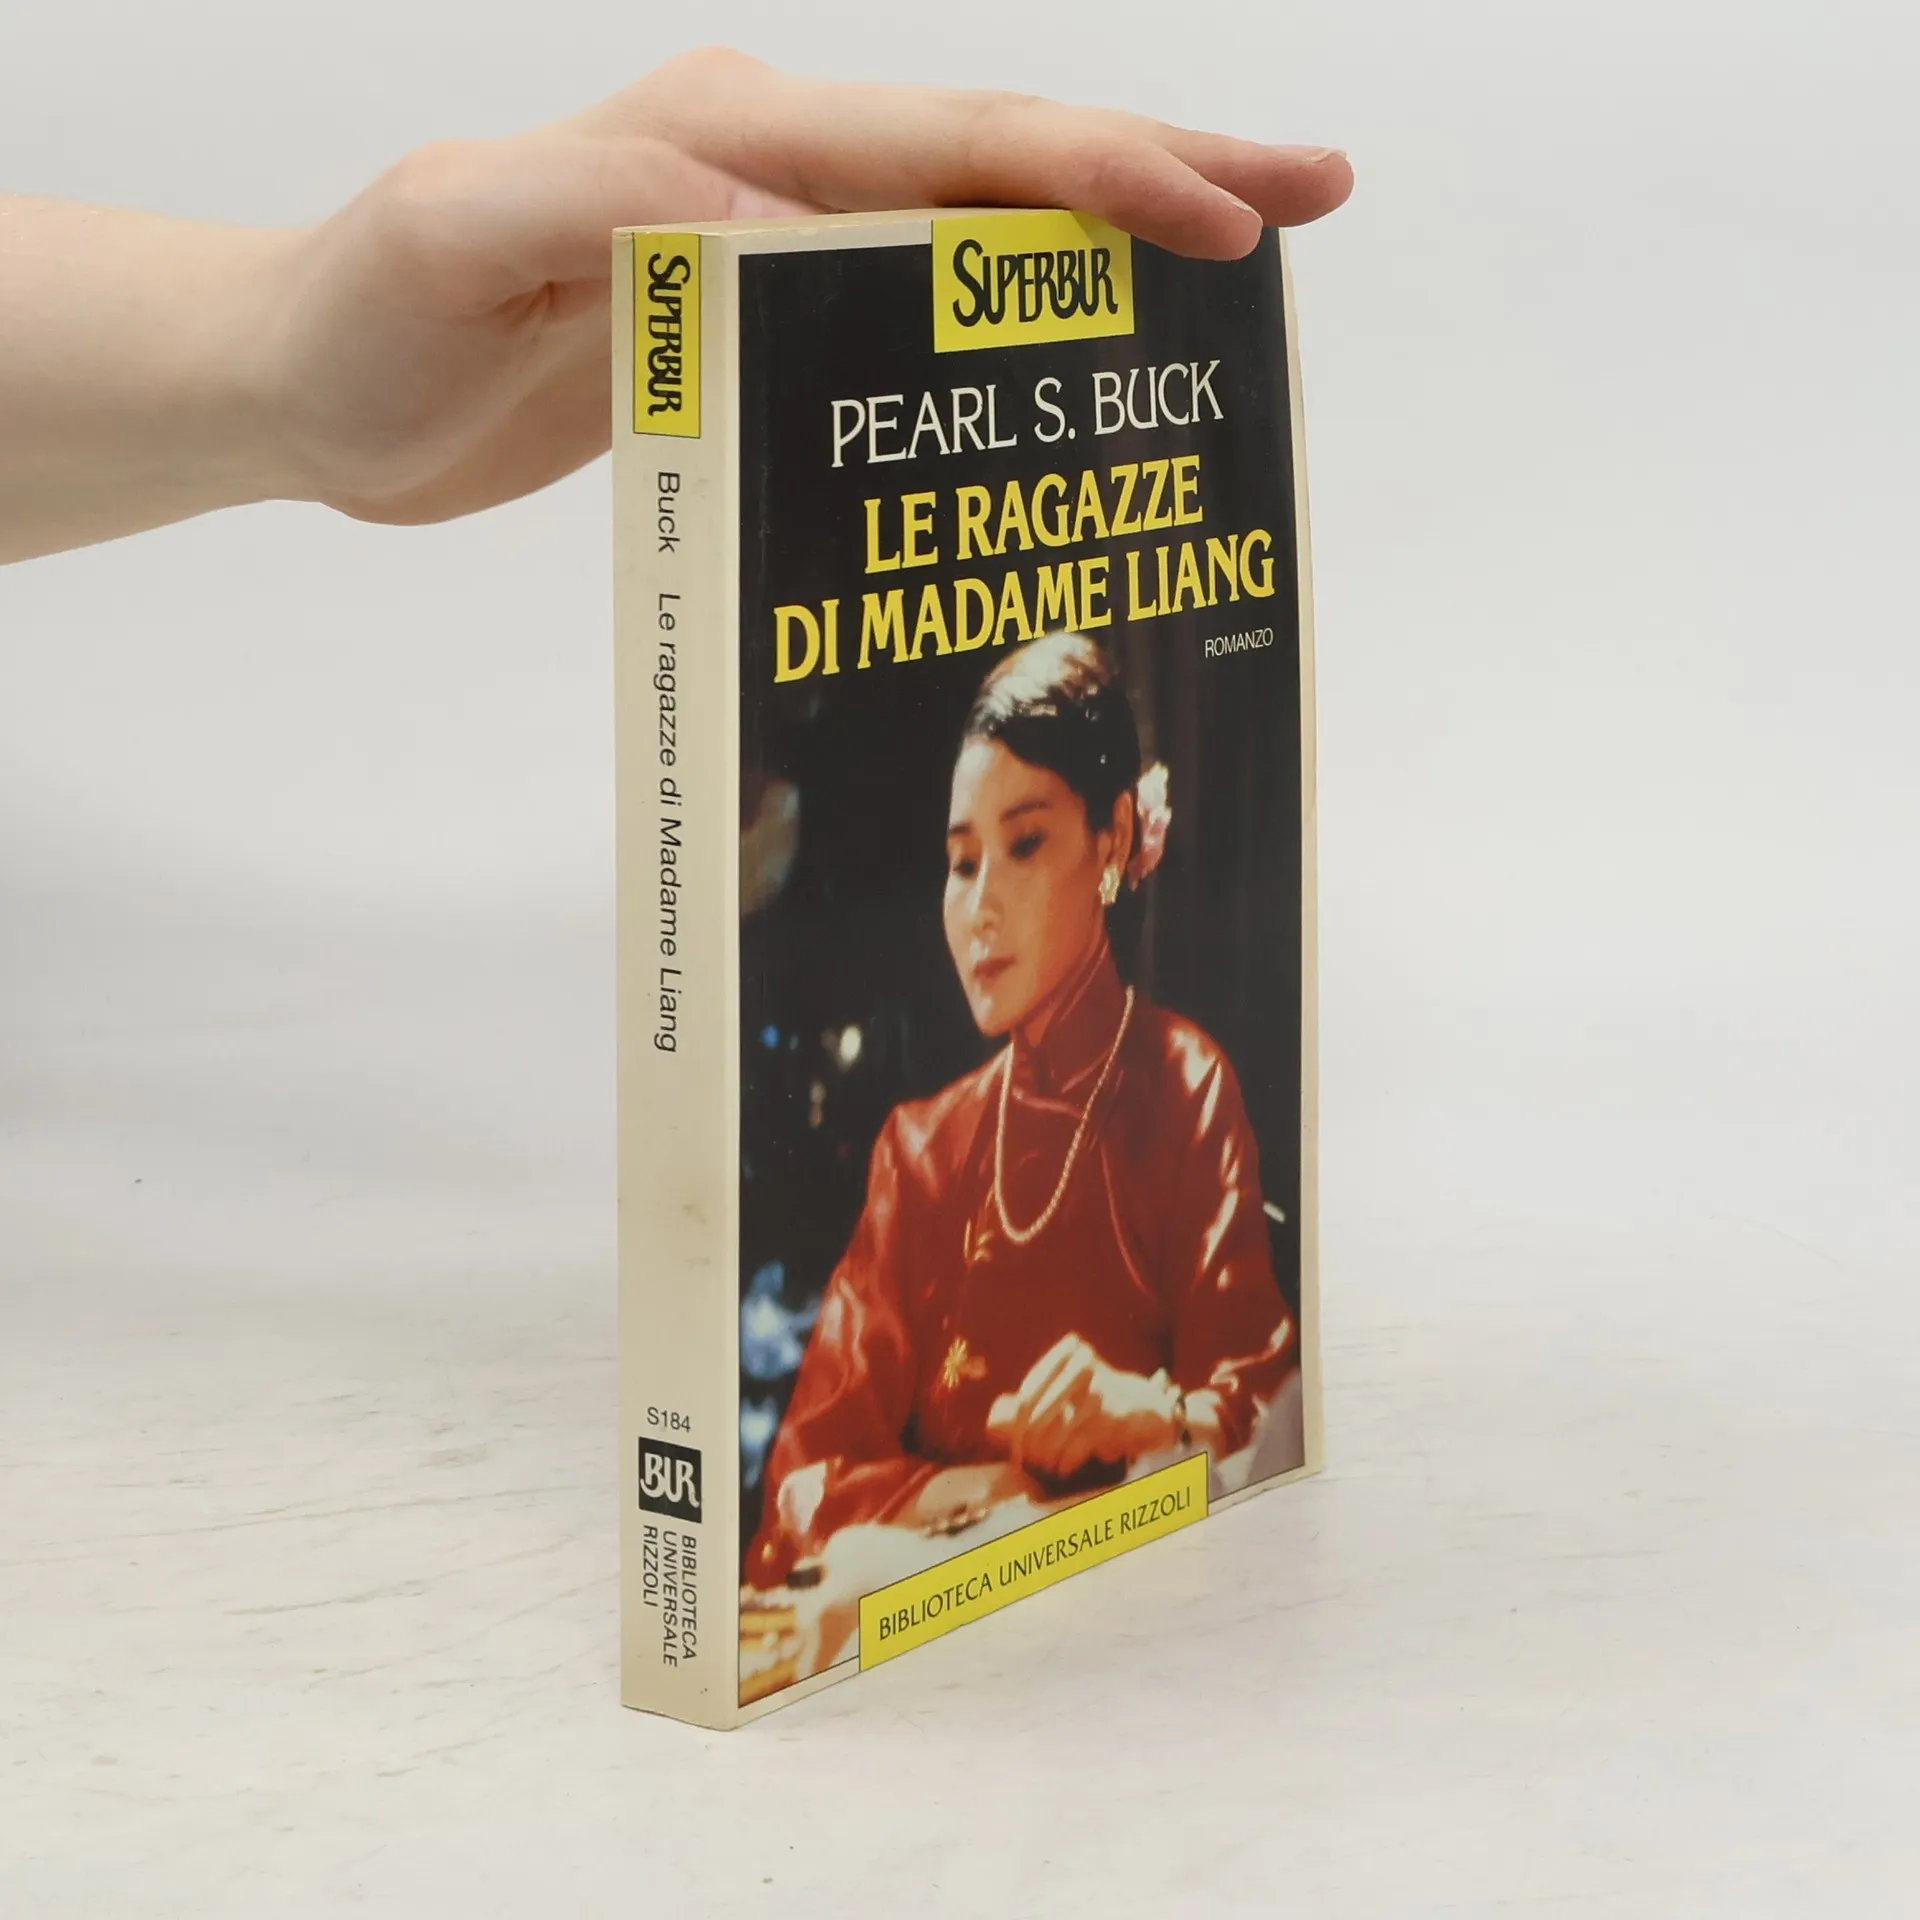 SUPERBUR
Buck Le ragazze di Madame Liang
S184
BUR
BIBLIOTECA
UNIVERSALE
RIZZOLI
SUPERBUR
PEARL S. BUCK
LE RAGAZZE
DI MADAME LIANG
ROMANZO
BIBLIOTECA UNIVERSALE RIZZOLI